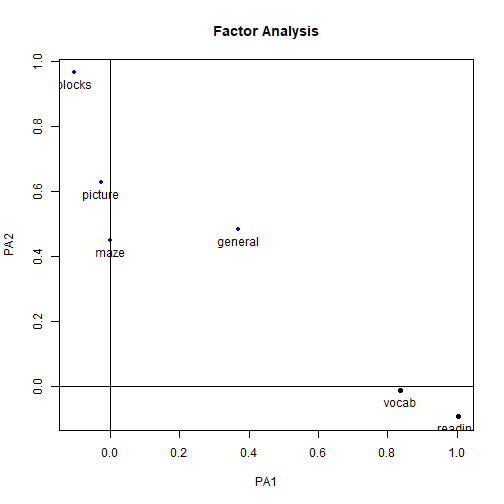 Factor Analysis
PA2
1.0
0.8
0.6
0.4
0.2
0.0
blocks
picture
maze
general
vocab
readin
0.0 0.2 0.4 0.6 0.8 1.0
PA1